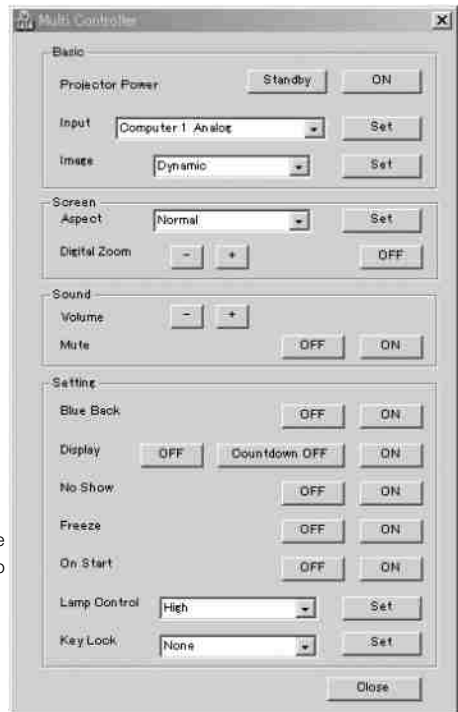 Multi Controller
Basic
Projector Power Standby ON
Input Computer 1 Analog Set
Image Dynamic Set
Screen
Aspect Normal Set
Digital Zoom - + OFF
Sound
Volume - +
Mute OFF ON
Setting
Blue Back OFF ON
Display OFF Countdown OFF ON
No Show OFF ON
Freeze OFF ON
On Start OFF ON
Lamp Control High Set
Key Lock None Set
Close